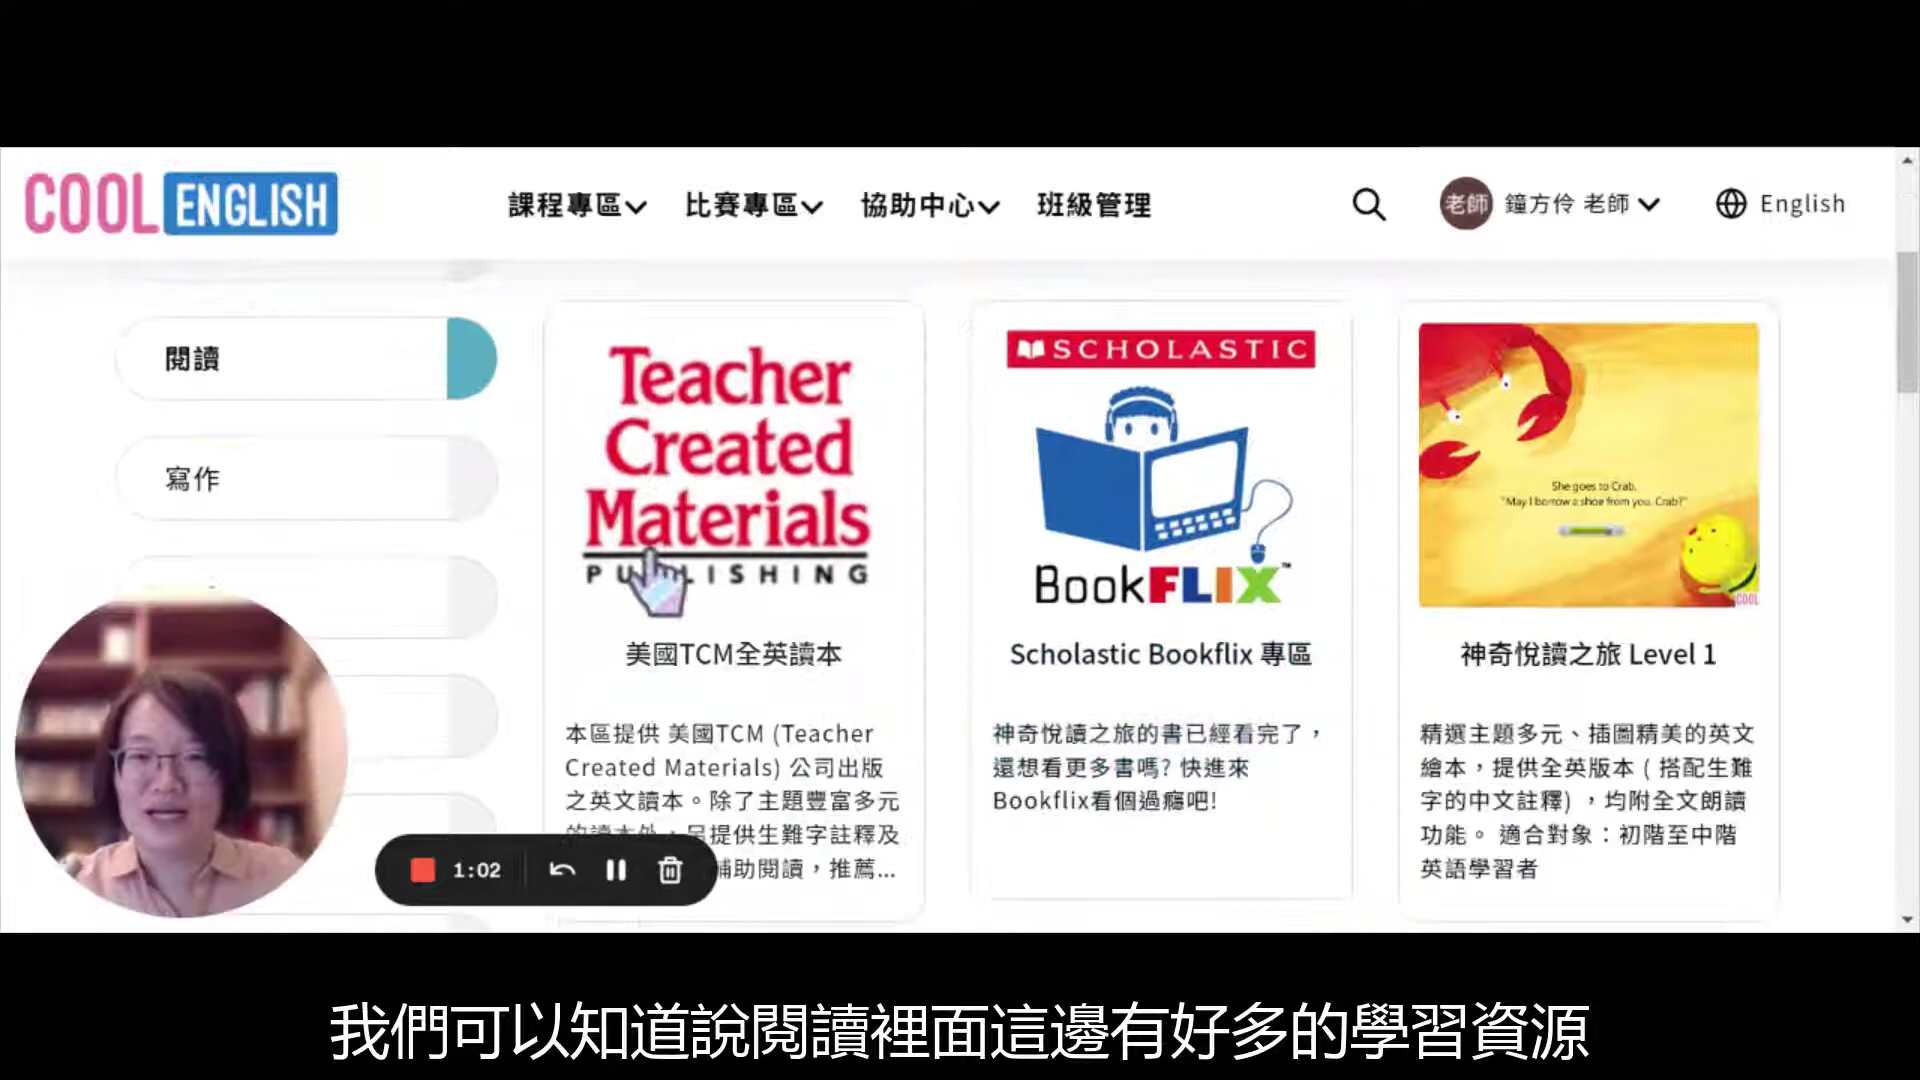 COOL ENGLISH
課程專區
比賽專區
協助中心
班級管理
老師
鐘方伶 老師
English
閱讀
寫作
Teacher
Created
Materials
PUBLISHING
美國TCM全英讀本
本區提供 美國TCM (Teacher
Created Materials) 公司出版
之英文讀本。除了主題豐富多元
的讀本外，另提供生難字註釋及
輔助閱讀，推薦...
SCHOLASTIC
BookFLIX™
Scholastic Bookflix 專區
神奇悅讀之旅的書已經看完了，
還想看更多書嗎? 快進來
Bookflix看個過癮吧!
She goes to Crab.
"May I borrow a shoe from you, Crab?"
COOL
神奇悅讀之旅 Level 1
精選主題多元、插圖精美的英文
繪本，提供全英版本 ( 搭配生難
字的中文註釋) ，均附全文朗讀
功能。 適合對象：初階至中階
英語學習者
1:02
我們可以知道說閱讀裡面這邊有好多的學習資源